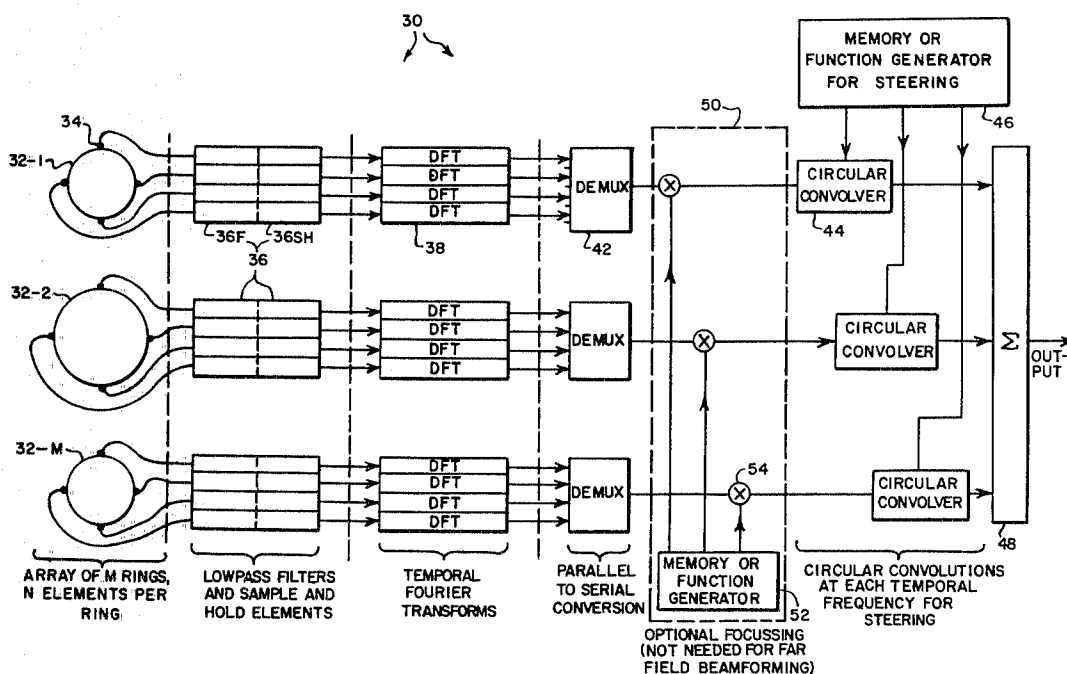 30
MEMORY OR
FUNCTION GENERATOR
FOR STEERING
46
50
34
32-1
DFT
DFT
DFT
DFT
38
36F
36SH
36
DEMUX
42
CIRCULAR
CONVOLVER
44
32-2
DFT
DFT
DFT
DFT
DEMUX
CIRCULAR
CONVOLVER
Σ
OUT-
PUT
32-M
DFT
DFT
DFT
DFT
DEMUX
54
CIRCULAR
CONVOLVER
48
MEMORY OR
FUNCTION
GENERATOR
52
ARRAY OF M RINGS,
N ELEMENTS PER
RING
LOWPASS FILTERS
AND SAMPLE AND
HOLD ELEMENTS
TEMPORAL
FOURIER
TRANSFORMS
PARALLEL
TO SERIAL
CONVERSION
OPTIONAL FOCUSSING
(NOT NEEDED FOR FAR
FIELD BEAMFORMING)
CIRCULAR CONVOLUTIONS
AT EACH TEMPORAL
FREQUENCY FOR
STEERING